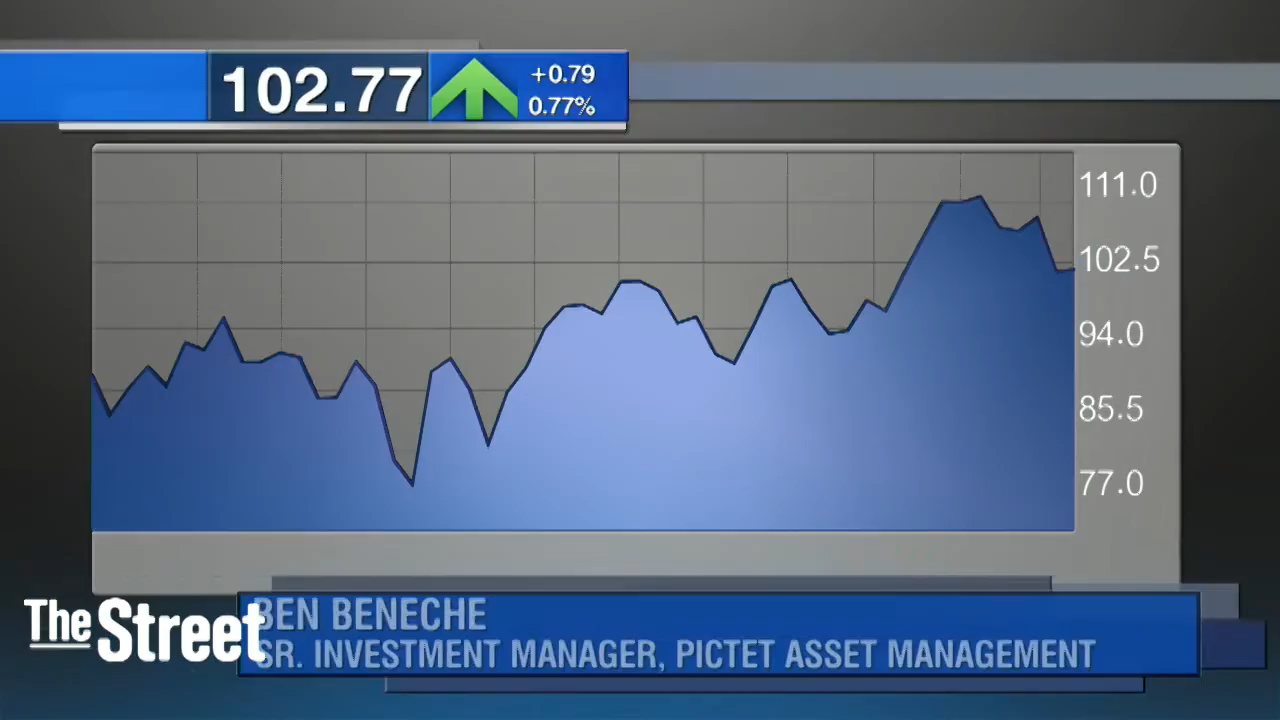 102.77
+0.79
0.77%
111.0
102.5
94.0
85.5
77.0
The Street
BEN BENECHE
SR. INVESTMENT MANAGER, PICTET ASSET MANAGEMENT